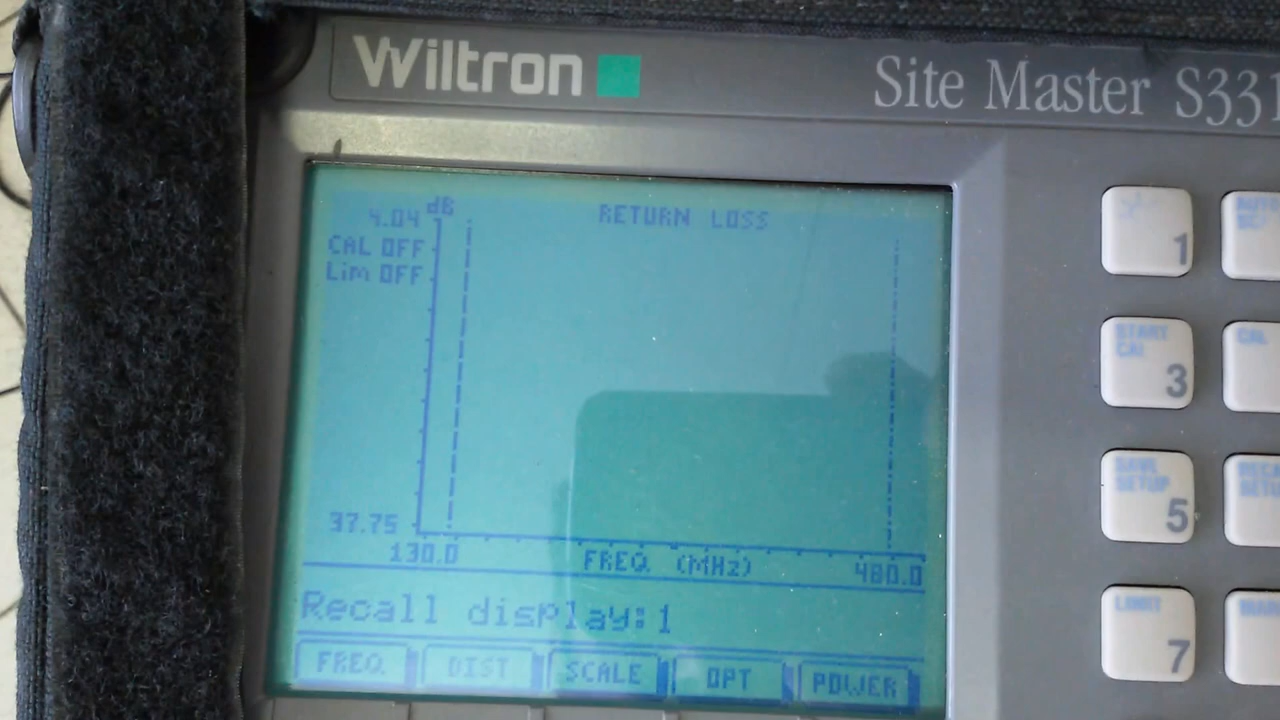 Wiltron
Site Master S331
4.04 dB
RETURN LOSS
CAL OFF
Lim OFF
37.75
130.0
FREQ. (MHz)
480.0
Recall display:1
FREQ DIST SCALE OPT POWER
1
START
CAL
3
CAL
SAVE
SETUP
5
LIMIT
7